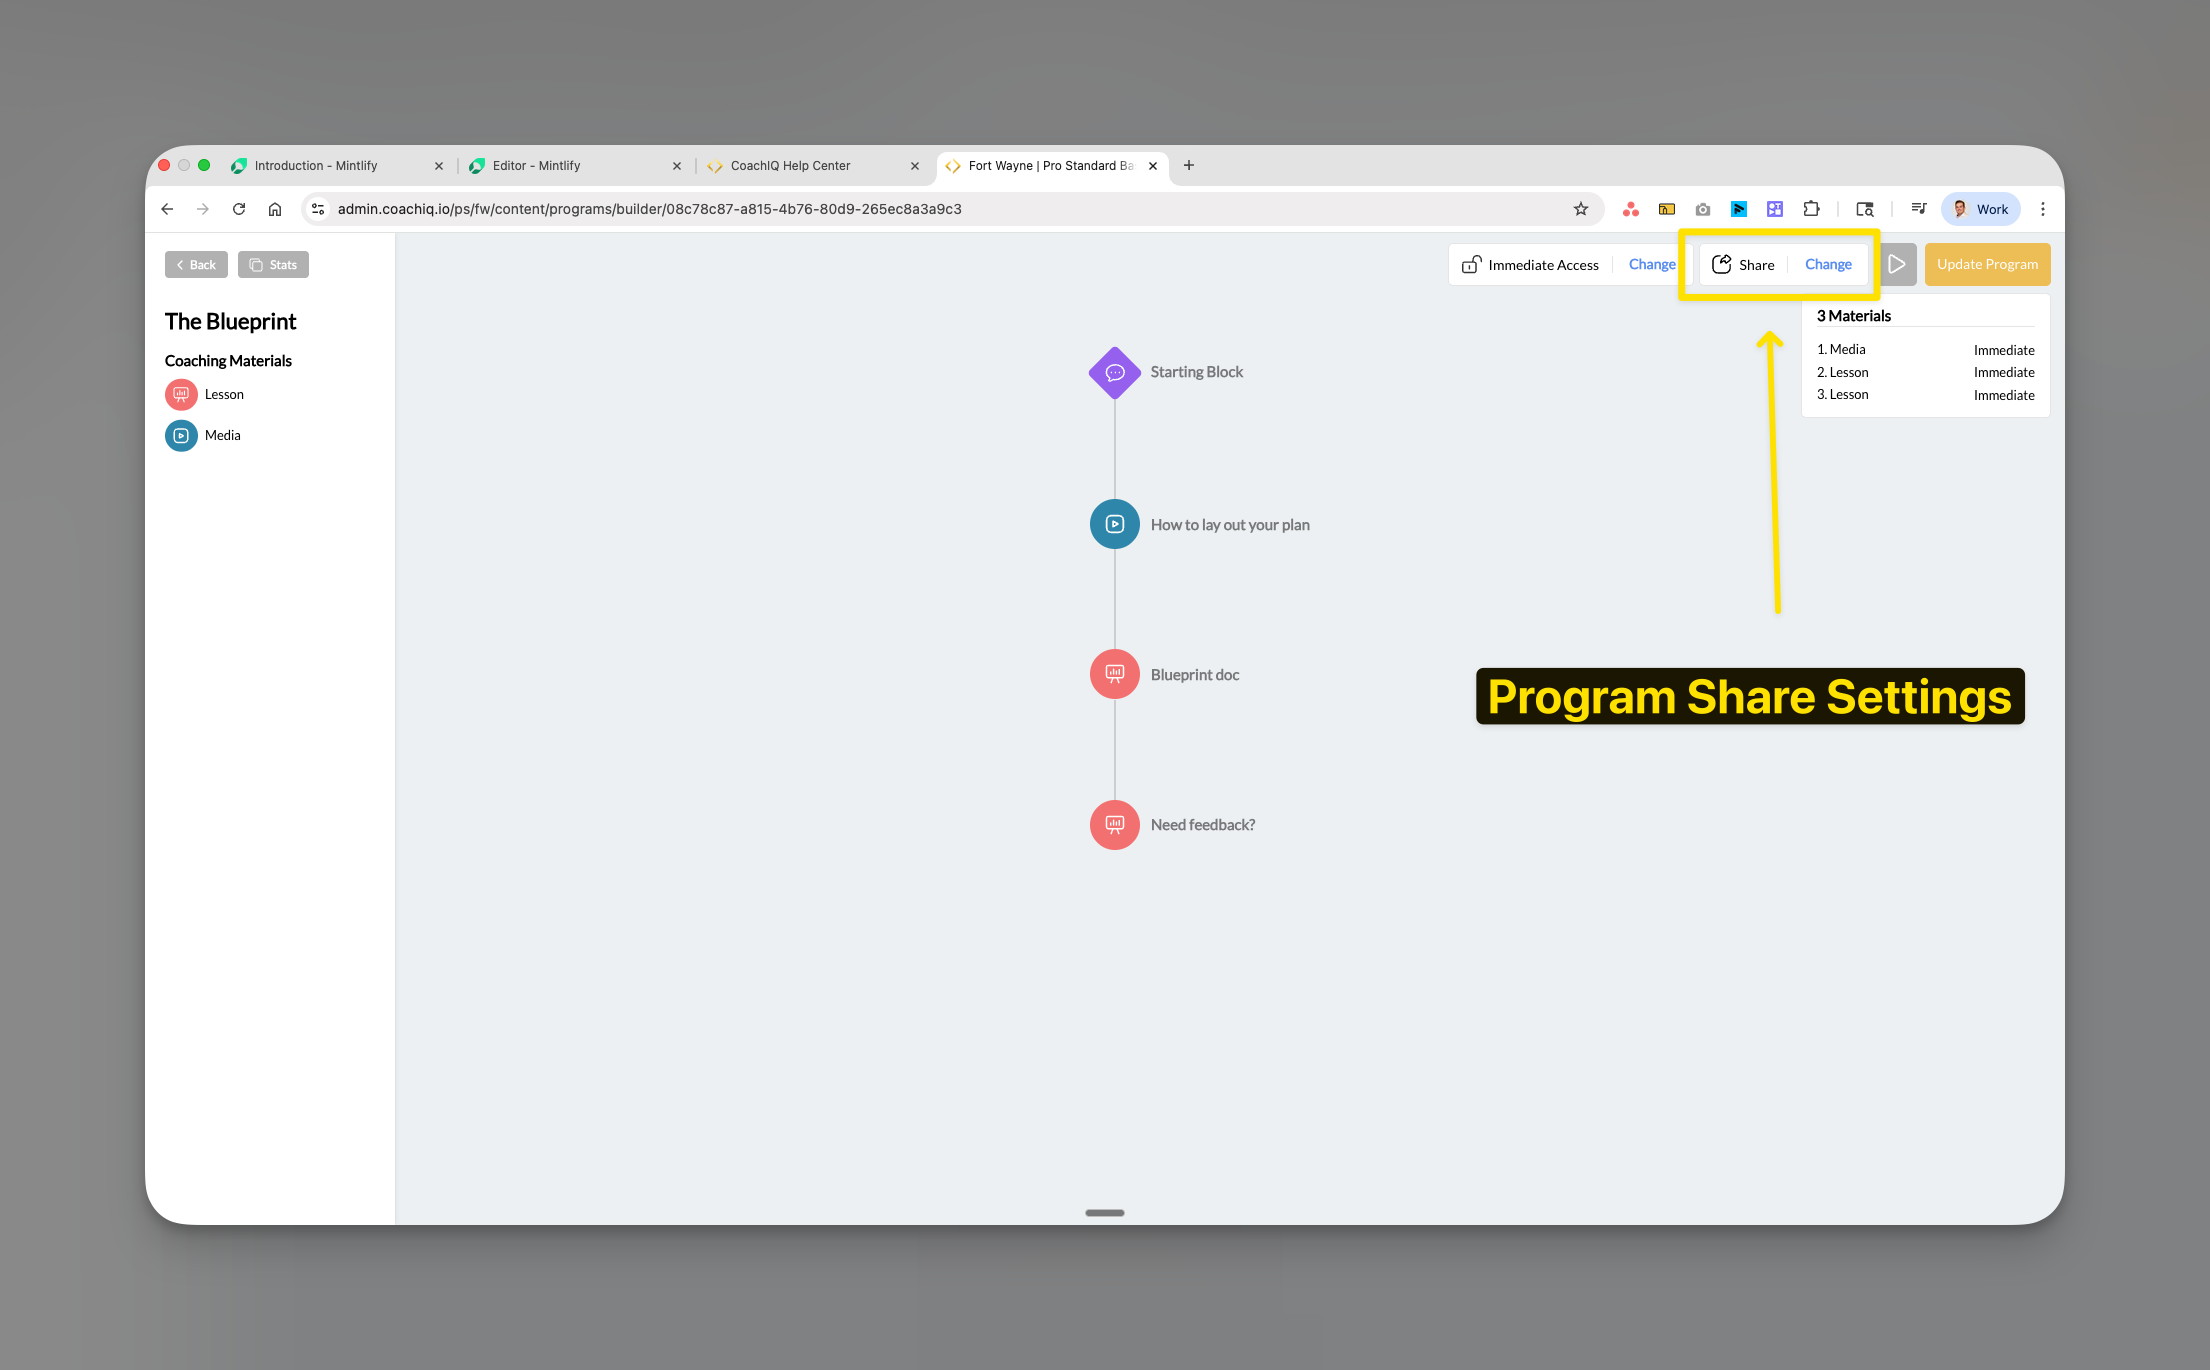 Introduction - Mintlify
Editor - Mintlify
CoachIQ Help Center
Fort Wayne | Pro Standard Ba
admin.coachiq.io/ps/fw/content/programs/builder/08c78c87-a815-4b76-80d9-265ec8a3a9c3
Work
Back
Stats
Immediate Access
Change
Share
Change
Update Program
The Blueprint
Coaching Materials
Lesson
Media
3 Materials
1. Media Immediate
2. Lesson Immediate
3. Lesson Immediate
Starting Block
How to lay out your plan
Blueprint doc
Need feedback?
Program Share Settings